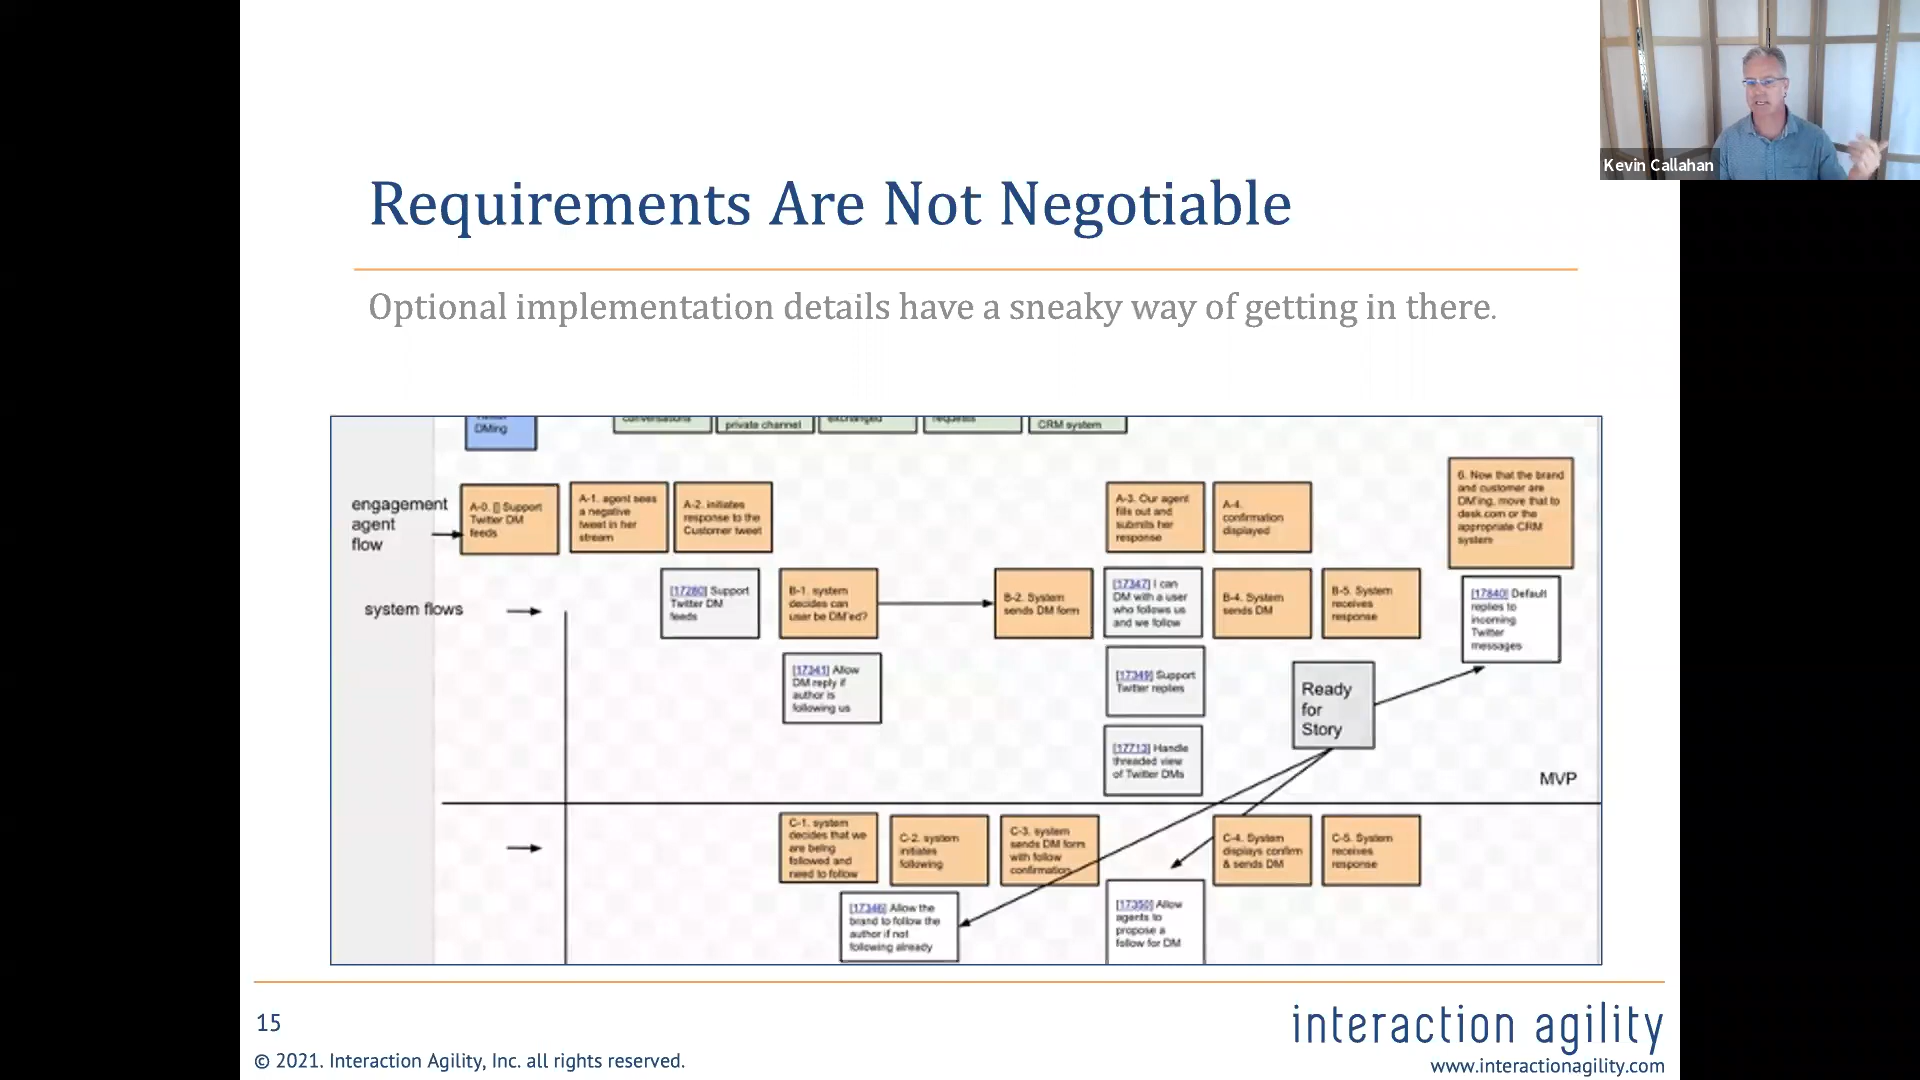 Kevin Callahan
Requirements Are Not Negotiable
Optional implementation details have a sneaky way of getting in there.
DMing
conversations
private channel
exchanged
requests
CRM system
engagement
agent
flow
A-0. [] Support
Twitter DM
feeds
A-1. agent sees
a negative
tweet in her
stream
A-2. initiates
response to the
Customer tweet
A-3. Our agent
fills out and
submits her
response
A-4.
confirmation
displayed
6. Now that the brand
and customer are
DM'ing, move that to
desk.com or the
appropriate CRM
system
system flows
[17280] Support
Twitter DM
feeds
B-1. system
decides can
user be DM'ed?
B-2. System
sends DM form
[17347] I can
DM with a user
who follows us
and we follow
B-4. System
sends DM
B-5. System
receives
response
[17840] Default
replies to
incoming
Twitter
messages
[17341] Allow
DM reply if
author is
following us
[17349] Support
Twitter replies
Ready
for
Story
[17713] Handle
threaded view
of Twitter DMs
MVP
C-1. system
decides that we
are being
followed and
need to follow
C-2. system
initiates
following
C-3. system
sends DM form
with follow
confirmation
C-4. System
displays confirm
& sends DM
C-5. System
receives
response
[17346] Allow the
brand to follow the
author if not
following already
[17350] Allow
agents to
propose a
follow for DM
15
© 2021. Interaction Agility, Inc. all rights reserved.
interaction agility
www.interactionagility.com